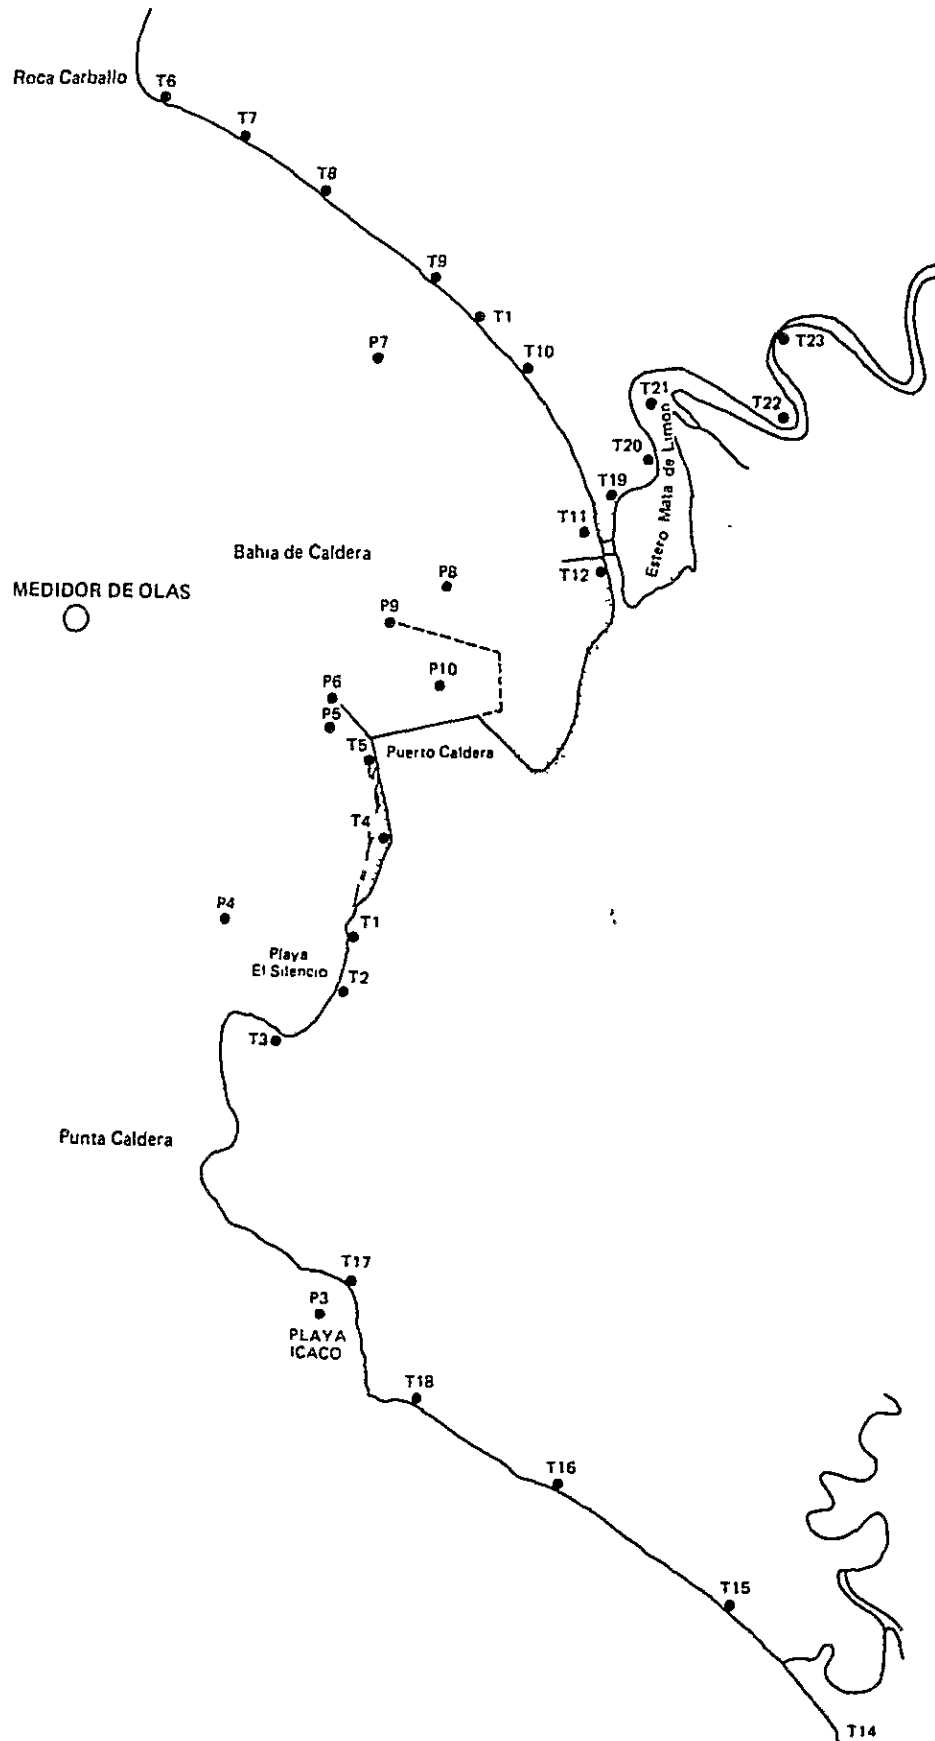 T6
Roca Carballo
T7
T8
T9
T1
P7
T10
T23
T21
T22
T20
Estero Mata de Limon
T19
T11
Bahia de Caldera
T12
P8
MEDIDOR DE OLAS
P9
P10
P6
P5
T5
Puerto Caldera
T4
P4
T1
Playa
El Silencio
T2
T3
Punta Caldera
T17
P3
PLAYA
ICACO
T18
T16
T15
T14